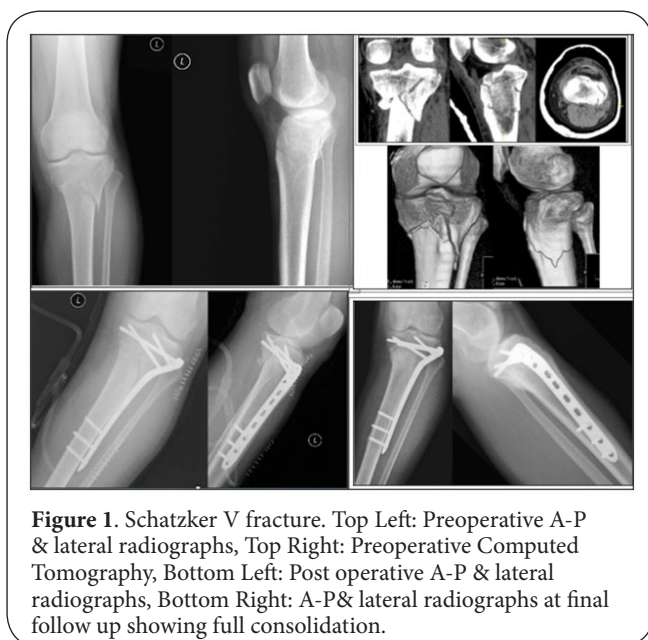 L
L
L
L
Figure 1. Schatzker V fracture. Top Left: Preoperative A-P
& lateral radiographs, Top Right: Preoperative Computed
Tomography, Bottom Left: Post operative A-P & lateral
radiographs, Bottom Right: A-P& lateral radiographs at final
follow up showing full consolidation.